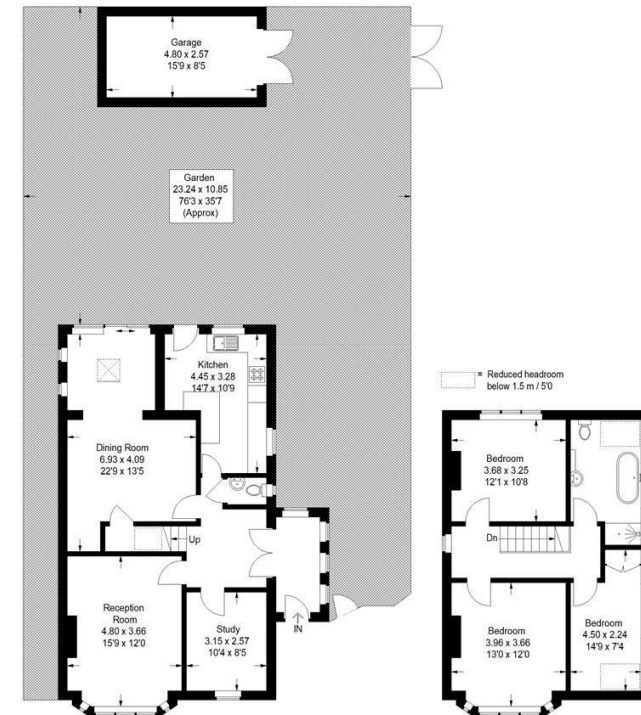 Garage
4.80 x 2.57
15'9 x 8'5
Garden
23.24 x 10.85
76'3 x 35'7
(Approx)
Kitchen
4.45 x 3.28
14'7 x 10'9
Dining Room
6.93 x 4.09
22'9 x 13'5
Up
Reception
Room
4.80 x 3.66
15'9 x 12'0
Study
3.15 x 2.57
10'4 x 8'5
IN
= Reduced headroom
below 1.5 m / 5'0
Bedroom
3.68 x 3.25
12'1 x 10'8
Dn
Bedroom
3.96 x 3.66
13'0 x 12'0
Bedroom
4.50 x 2.24
14'9 x 7'4